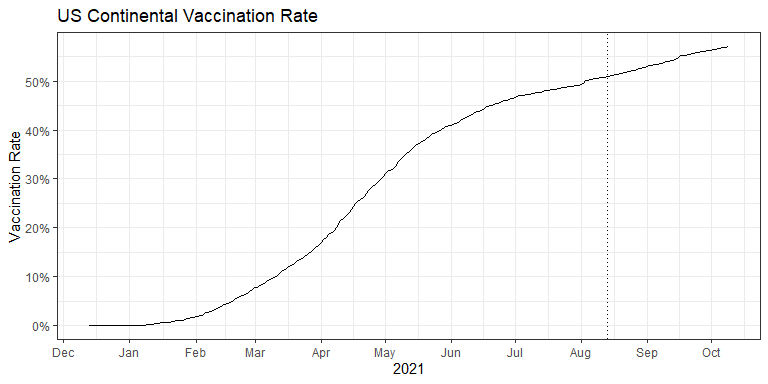 US Continental Vaccination Rate
Vaccination Rate
50%
40%
30%
20%
10%
0%
Dec Jan Feb Mar Apr May Jun Jul Aug Sep Oct
2021